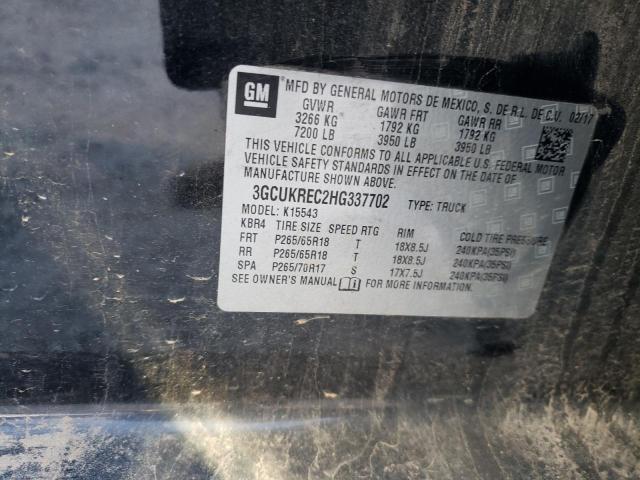 GM
MFD BY GENERAL MOTORS DE MEXICO, S. DE R.L. DE C.V. 02/17
GVWR GAWR FRT GAWR RR
3266 KG 1792 KG 1792 KG
7200 LB 3950 LB 3950 LB
THIS VEHICLE CONFORMS TO ALL APPLICABLE U.S. FEDERAL MOTOR
VEHICLE SAFETY STANDARDS IN EFFECT ON THE DATE OF
MANUFACTURE SHOWN ABOVE.
3GCUKREC2HG337702 TYPE: TRUCK
MODEL: K15543
KBR4 TIRE SIZE SPEED RTG RIM COLD TIRE PRESSURE
FRT P265/65R18 T 18X8.5J 240KPA(35PSI)
RR P265/65R18 T 18X8.5J 240KPA(35PSI)
SPA P265/70R17 S 17X7.5J 240KPA(35PSI)
SEE OWNER'S MANUAL FOR ADDITIONAL INFORMATION.